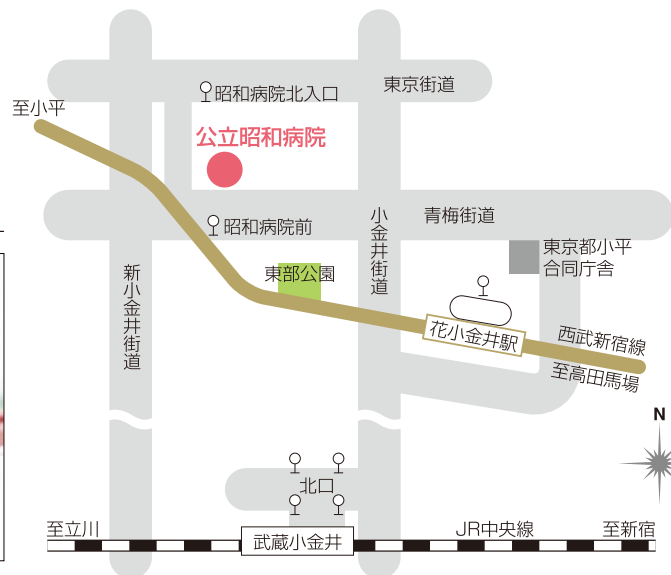 東京街道
昭和病院北入口
至小平
公立昭和病院
青梅街道
昭和病院前
小金井街道
東京都小平
合同庁舎
新小金井街道
東部公園
花小金井駅
西武新宿線
至高田馬場
N
北口
至立川
武蔵小金井
JR中央線
至新宿